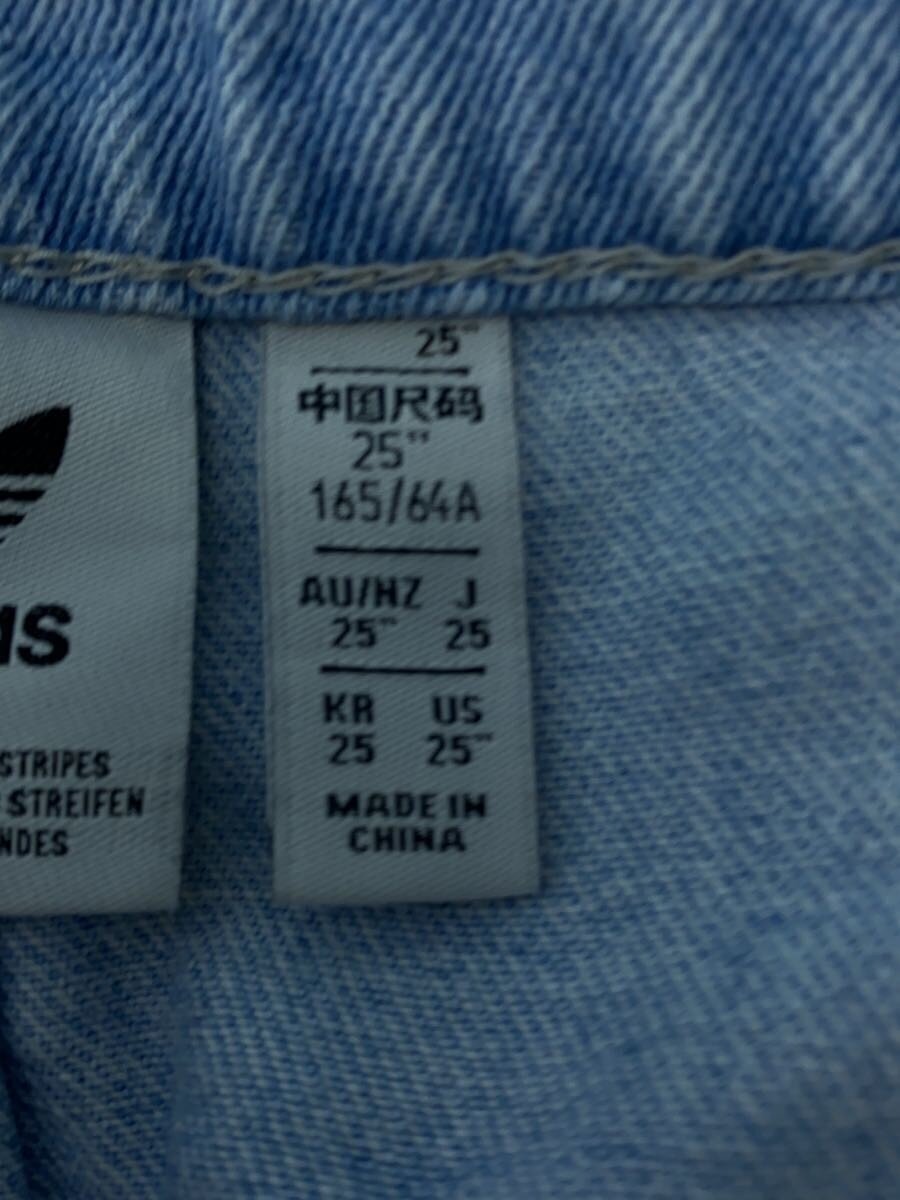 as
STRIPES
STREIFEN
NDES
25"
中国尺码
25"
165/64A
AU/NZ J
25" 25
KR US
25 25"
MADE IN
CHINA